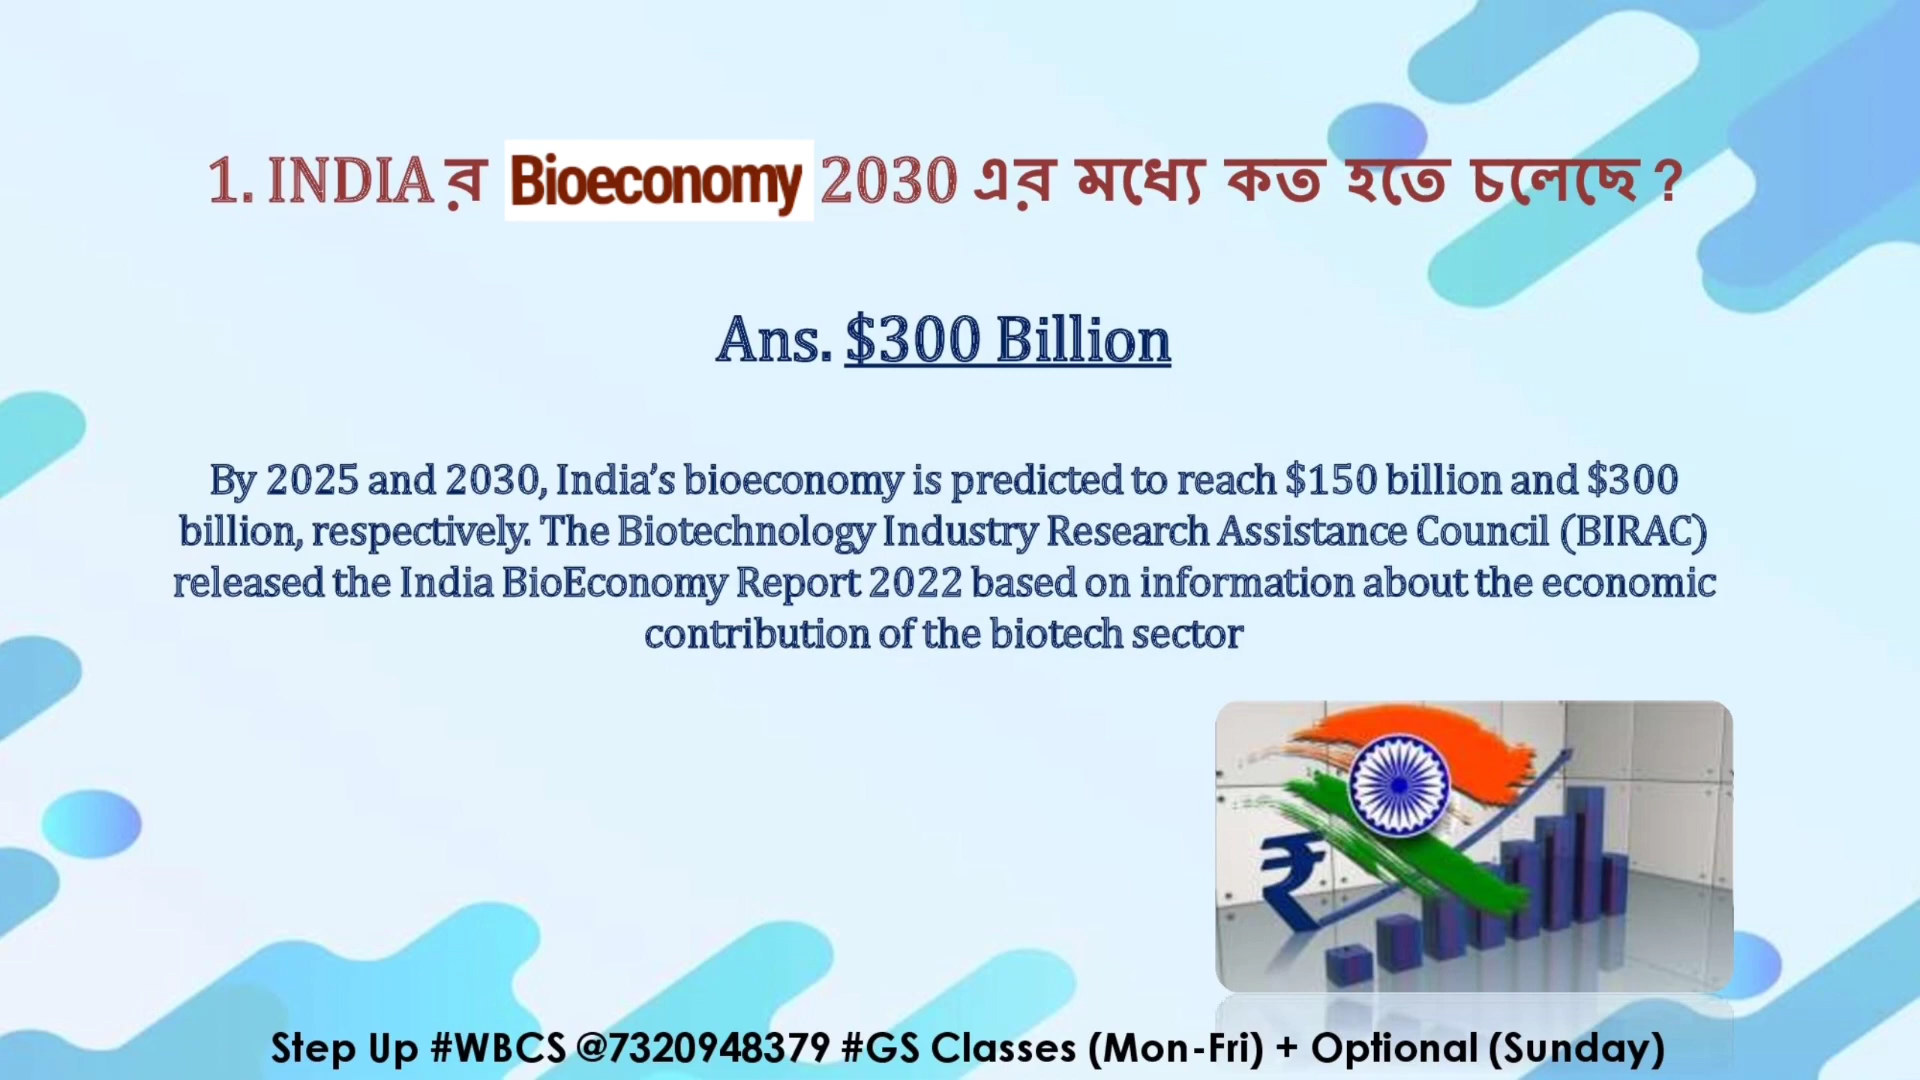 1. INDIA র Bioeconomy 2030 এর মধ্যে কত হতে চলেছে ?
Ans. $300 Billion
By 2025 and 2030, India’s bioeconomy is predicted to reach $150 billion and $300
billion, respectively. The Biotechnology Industry Research Assistance Council (BIRAC)
released the India BioEconomy Report 2022 based on information about the economic
contribution of the biotech sector
₹
Step Up #WBCS @7320948379 #GS Classes (Mon-Fri) + Optional (Sunday)